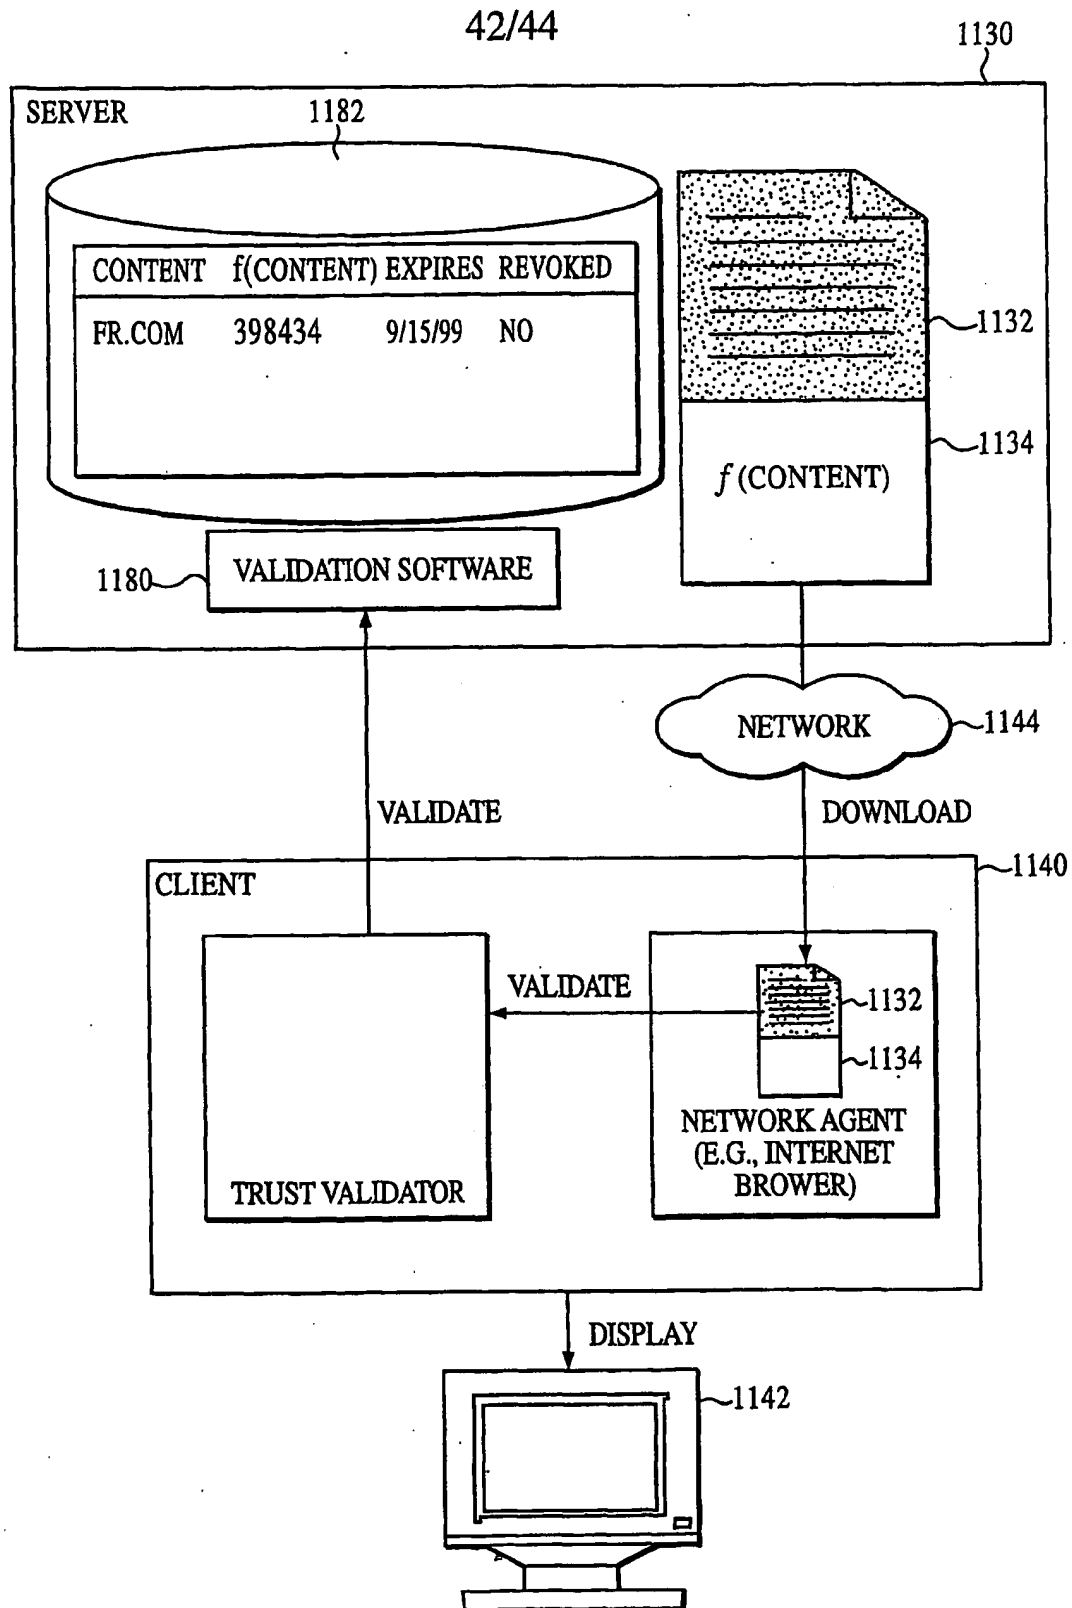 42/44
1130
SERVER
1182
CONTENT f(CONTENT) EXPIRES REVOKED
FR.COM 398434 9/15/99 NO
1132
1134
f (CONTENT)
1180
VALIDATION SOFTWARE
NETWORK
1144
VALIDATE
DOWNLOAD
1140
CLIENT
VALIDATE
1132
1134
NETWORK AGENT
(E.G., INTERNET
BROWER)
TRUST VALIDATOR
DISPLAY
1142